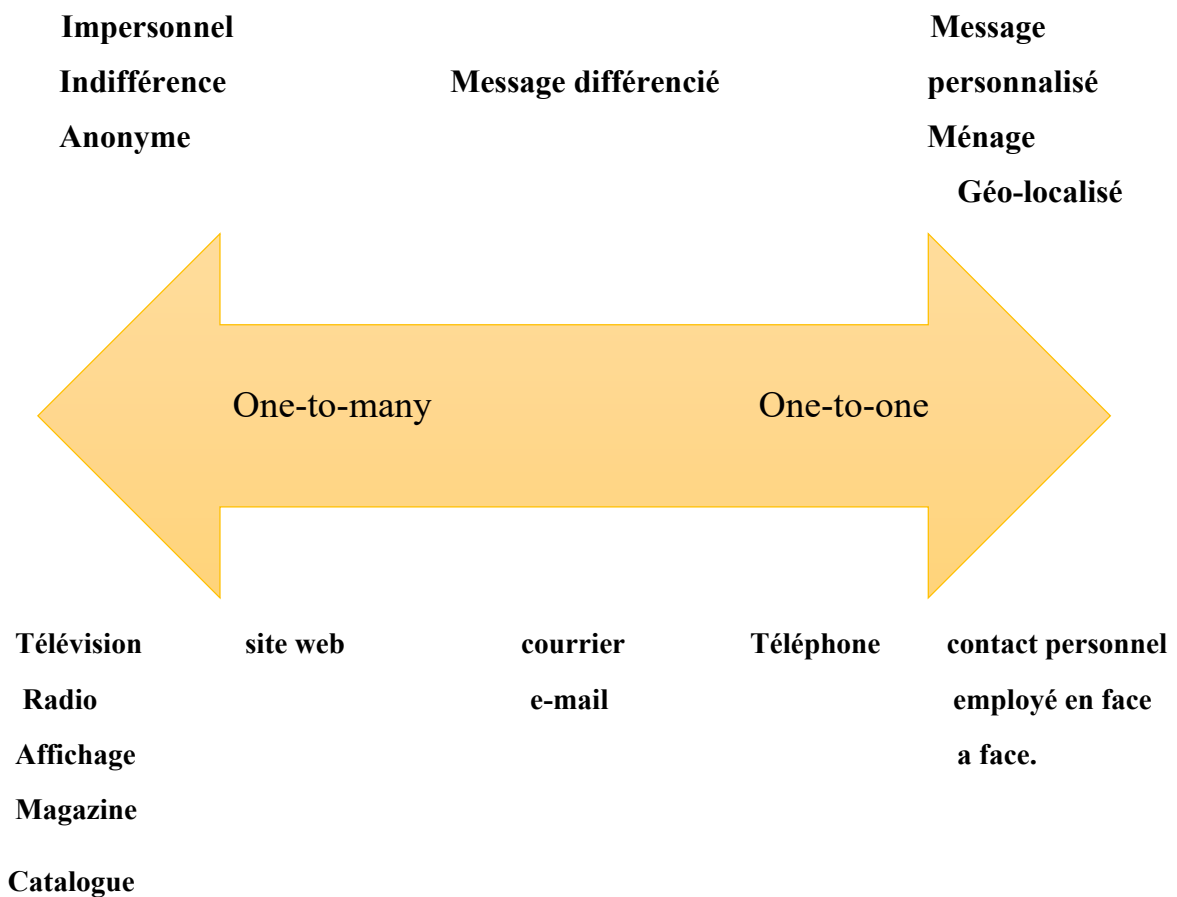 Impersonnel Message
Indifférence Message différencié personnalisé
Anonyme Ménage
Géo-localisé
One-to-many One-to-one
Télévision site web courrier Téléphone contact personnel
Radio e-mail employé en face
Affichage a face.
Magazine
Catalogue